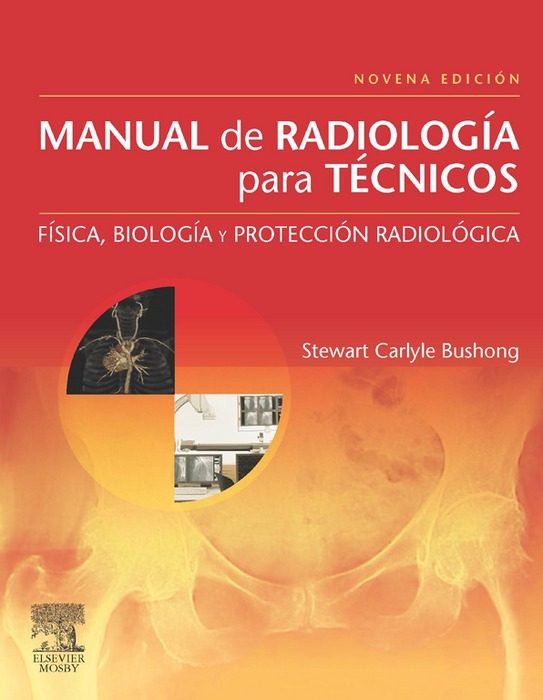 NOVENA EDICIÓN
MANUAL de RADIOLOGÍA
para TÉCNICOS
FÍSICA, BIOLOGÍA Y PROTECCIÓN RADIOLÓGICA
Stewart Carlyle Bushong
ELSEVIER
MOSBY